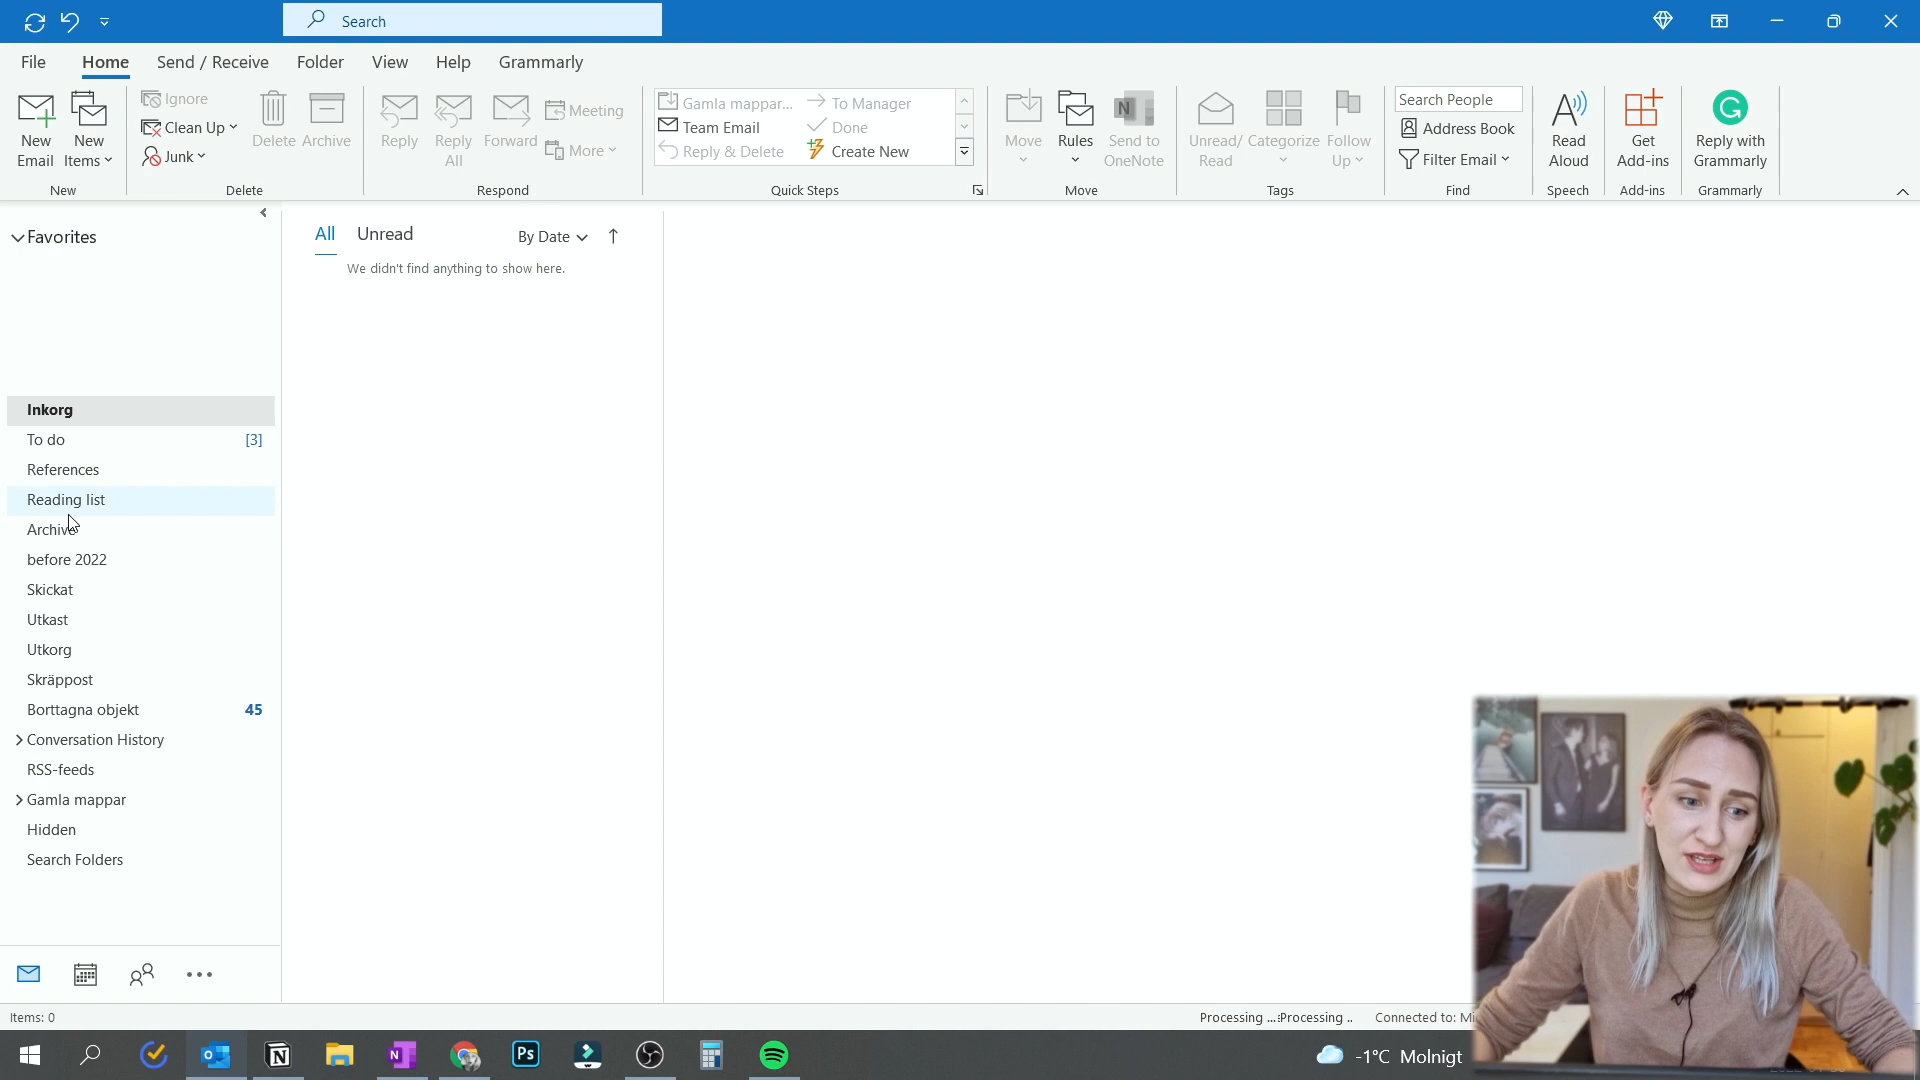 Search
File Home Send / Receive Folder View Help Grammarly
New Email
New Items
Ignore
Clean Up
Junk
Delete
Archive
Reply
Reply All
Forward
Meeting
More
Gamla mappar...
Team Email
Reply & Delete
To Manager
Done
Create New
Move
Rules
Send to OneNote
Unread/ Read
Categorize
Follow Up
Search People
Address Book
Filter Email
Read Aloud
Get Add-ins
Reply with Grammarly
New Delete Respond Quick Steps Move Tags Find Speech Add-ins Grammarly
Favorites
Inkorg
To do [3]
References
Reading list
Archive
before 2022
Skickat
Utkast
Utkorg
Skräppost
Borttagna objekt 45
Conversation History
RSS-feeds
Gamla mappar
Hidden
Search Folders
All Unread By Date
We didn't find anything to show here.
Items: 0
Processing ... Processing .. Connected to:
N
Ps
-1°C Molnigt